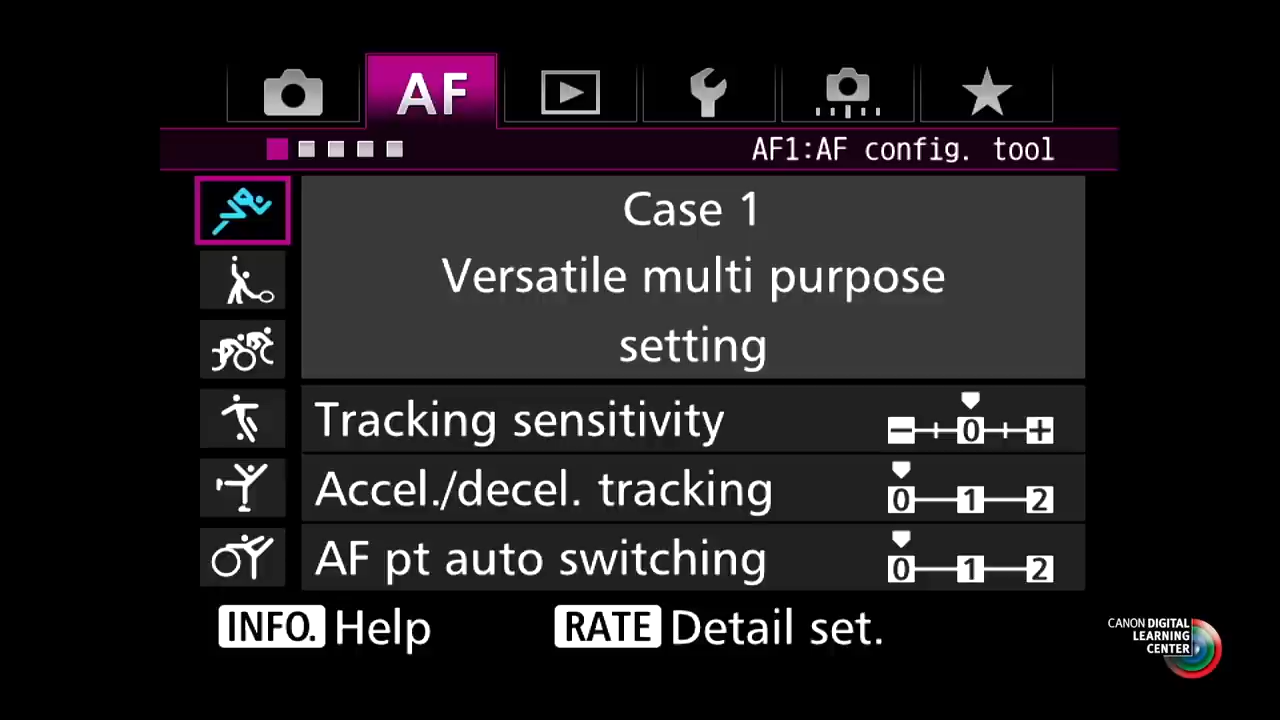 AF
AF1:AF config. tool
Case 1
Versatile multi purpose
setting
Tracking sensitivity
− 0 +
Accel./decel. tracking
0 1 2
AF pt auto switching
0 1 2
INFO. Help
RATE Detail set.
CANON DIGITAL
LEARNING
CENTER